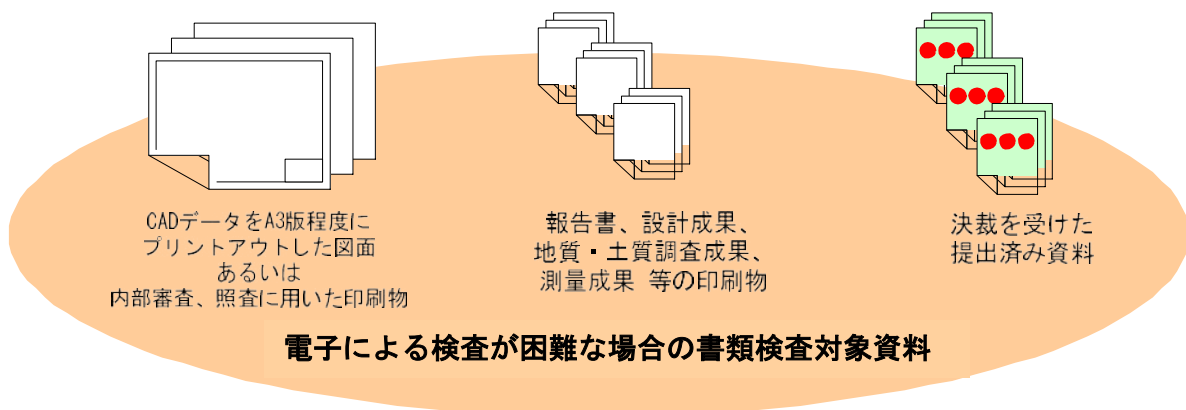 CADデータをA3版程度に
プリントアウトした図面
あるいは
内部審査、照査に用いた印刷物
報告書、設計成果、
地質・土質調査成果、
測量成果 等の印刷物
決裁を受けた
提出済み資料
電子による検査が困難な場合の書類検査対象資料